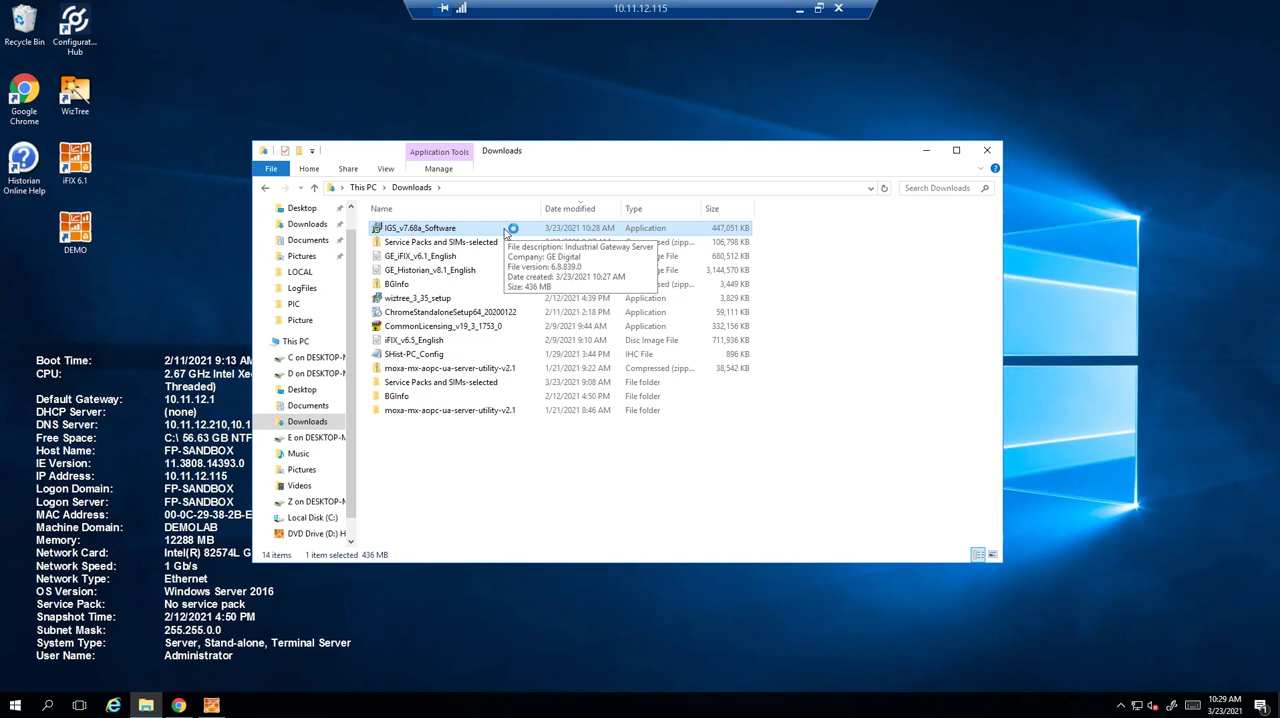 10.11.12.115
Recycle Bin
Configurat...
Hub
Google
Chrome
WizTree
Historian
Online Help
iFIX 6.1
DEMO
Application Tools
Downloads
File
Home
Share
View
Manage
This PC
Downloads
Search Downloads
Name
Date modified
Type
Size
Desktop
Downloads
Documents
Pictures
LOCAL
LogFiles
PIC
Picture
This PC
C on DESKTOP-M
D on DESKTOP-M
Desktop
Documents
Downloads
E on DESKTOP-M
Music
Pictures
Videos
Z on DESKTOP-M
Local Disk (C:)
DVD Drive (D:) H
IGS_v7.68a_Software 3/23/2021 10:28 AM Application 447,051 KB
Service Packs and SIMs-selected (zipp... 106,798 KB
GE_iFIX_v6.1_English File 680,512 KB
GE_Historian_v8.1_English File 3,144,570 KB
BGInfo (zipp... 3,449 KB
wiztree_3_35_setup 2/12/2021 4:39 PM Application 3,829 KB
ChromeStandaloneSetup64_20200122 2/11/2021 2:18 PM Application 59,111 KB
CommonLicensing_v19_3_1753_0 2/9/2021 9:44 AM Application 332,156 KB
iFIX_v6.5_English 2/9/2021 9:10 AM Disc Image File 711,936 KB
SHist-PC_Config 1/29/2021 3:44 PM IHC File 896 KB
moxa-mx-aopc-ua-server-utility-v2.1 1/21/2021 9:22 AM Compressed (zipp... 38,542 KB
Service Packs and SIMs-selected 3/23/2021 9:08 AM File folder
BGInfo 2/12/2021 4:50 PM File folder
moxa-mx-aopc-ua-server-utility-v2.1 1/21/2021 8:46 AM File folder
File description: Industrial Gateway Server
Company: GE Digital
File version: 6.8.839.0
Date created: 3/23/2021 10:27 AM
Size: 436 MB
14 items 1 item selected 436 MB
Boot Time: 2/11/2021 9:13 AM
CPU: 2.67 GHz Intel Xeo
Threaded)
Default Gateway: 10.11.12.1
DHCP Server: (none)
DNS Server: 10.11.12.210,10.1
Free Space: C:\ 56.63 GB NTF
Host Name: FP-SANDBOX
IE Version: 11.3808.14393.0
IP Address: 10.11.12.115
Logon Domain: FP-SANDBOX
Logon Server: FP-SANDBOX
MAC Address: 00-0C-29-38-2B-E
Machine Domain: DEMOLAB
Memory: 12288 MB
Network Card: Intel(R) 82574L G
Network Speed: 1 Gb/s
Network Type: Ethernet
OS Version: Windows Server 2016
Service Pack: No service pack
Snapshot Time: 2/12/2021 4:50 PM
Subnet Mask: 255.255.0.0
System Type: Server, Stand-alone, Terminal Server
User Name: Administrator
10:29 AM
3/23/2021
1